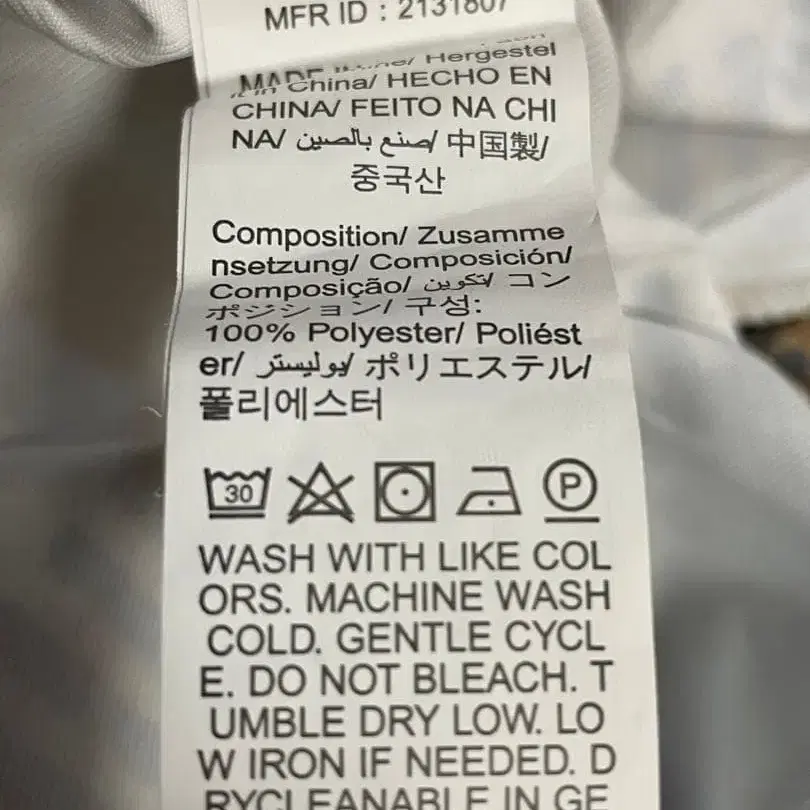 MFR ID : 2131807
Hergestel
China/ HECHO EN
CHINA/ FEITO NA CHI
NA/ صنع بالصين/ 中国製/
중국산
Composition/ Zusamme
nsetzung/ Composición/
Composição/ تكوين/ コン
ポジション/ 구성:
100% Polyester/ Poliést
er/ بوليستر/ ポリエステル/
폴리에스터
30 P
WASH WITH LIKE COL
ORS. MACHINE WASH
COLD. GENTLE CYCL
E. DO NOT BLEACH. T
UMBLE DRY LOW. LO
W IRON IF NEEDED. D
RYCLEANABLE IN GE